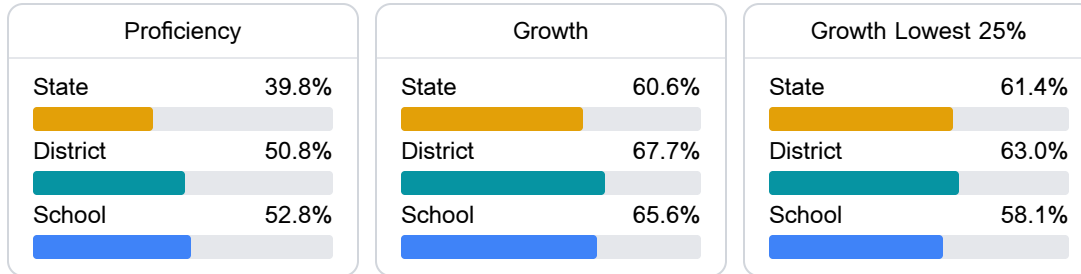 Proficiency
State 39.8%
District 50.8%
School 52.8%
Growth
State 60.6%
District 67.7%
School 65.6%
Growth Lowest 25%
State 61.4%
District 63.0%
School 58.1%